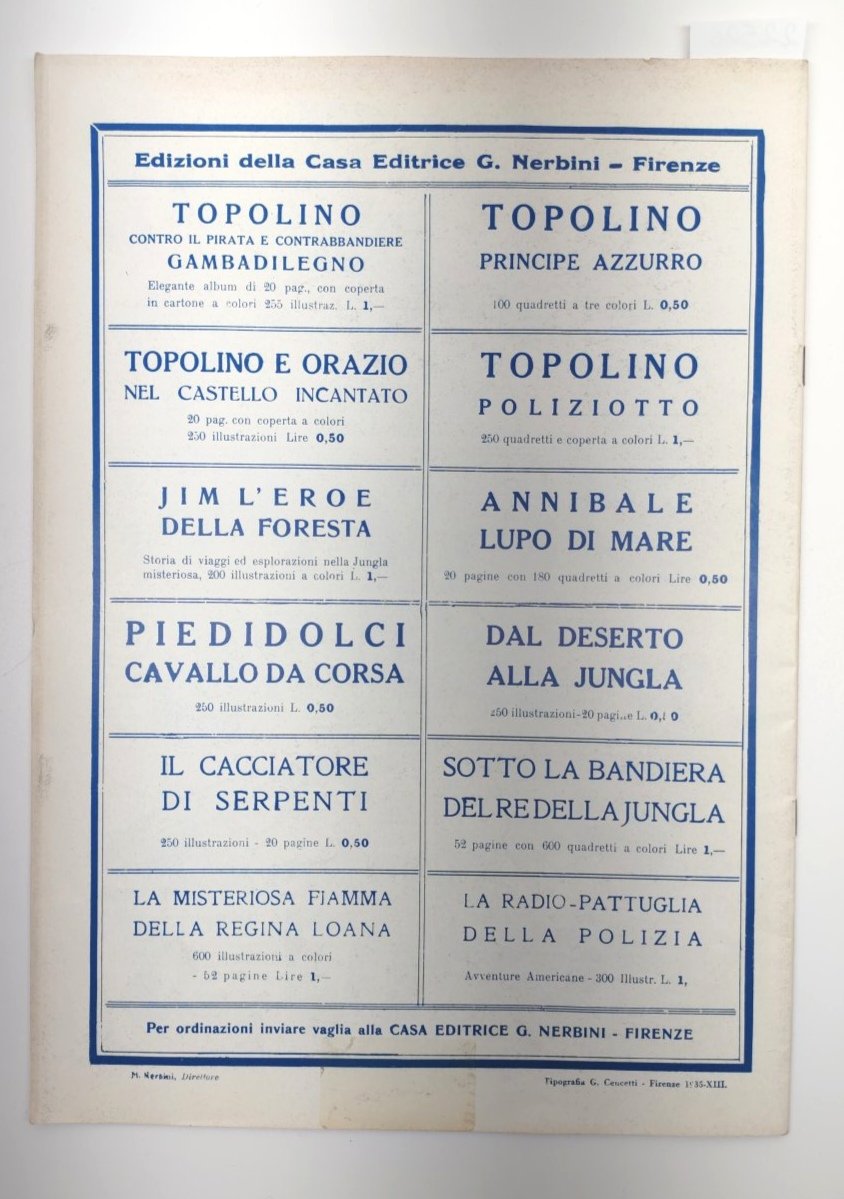 Edizioni della Casa Editrice G. Nerbini - Firenze
TOPOLINO
CONTRO IL PIRATA E CONTRABBANDIERE
GAMBADILEGNO
Elegante album di 20 pag., con coperta
in cartone a colori 255 illustraz. L. 1,—
TOPOLINO
PRINCIPE AZZURRO
100 quadretti a tre colori L. 0,50
TOPOLINO E ORAZIO
NEL CASTELLO INCANTATO
20 pag. con coperta a colori
250 illustrazioni Lire 0,50
TOPOLINO
POLIZIOTTO
250 quadretti e coperta a colori L. 1,—
JIM L'EROE
DELLA FORESTA
Storia di viaggi ed esplorazioni nella Jungla
misteriosa, 200 illustrazioni a colori L. 1,—
ANNIBALE
LUPO DI MARE
20 pagine con 180 quadretti a colori Lire 0,50
PIEDIDOLCI
CAVALLO DA CORSA
250 illustrazioni L. 0,50
DAL DESERTO
ALLA JUNGLA
250 illustrazioni-20 pagine L.
IL CACCIATORE
DI SERPENTI
250 illustrazioni - 20 pagine L. 0,50
SOTTO LA BANDIERA
DEL RE DELLA JUNGLA
52 pagine con 600 quadretti a colori Lire 1,—
LA MISTERIOSA FIAMMA
DELLA REGINA LOANA
600 illustrazioni a colori
- 52 pagine Lire 1,—
LA RADIO-PATTUGLIA
DELLA POLIZIA
Avventure Americane - 300 Illustr. L. 1,
Per ordinazioni inviare vaglia alla CASA EDITRICE G. NERBINI - FIRENZE
M. Nerbini, Direttore
Tipografia G. Cencetti - Firenze 1935-XIII.